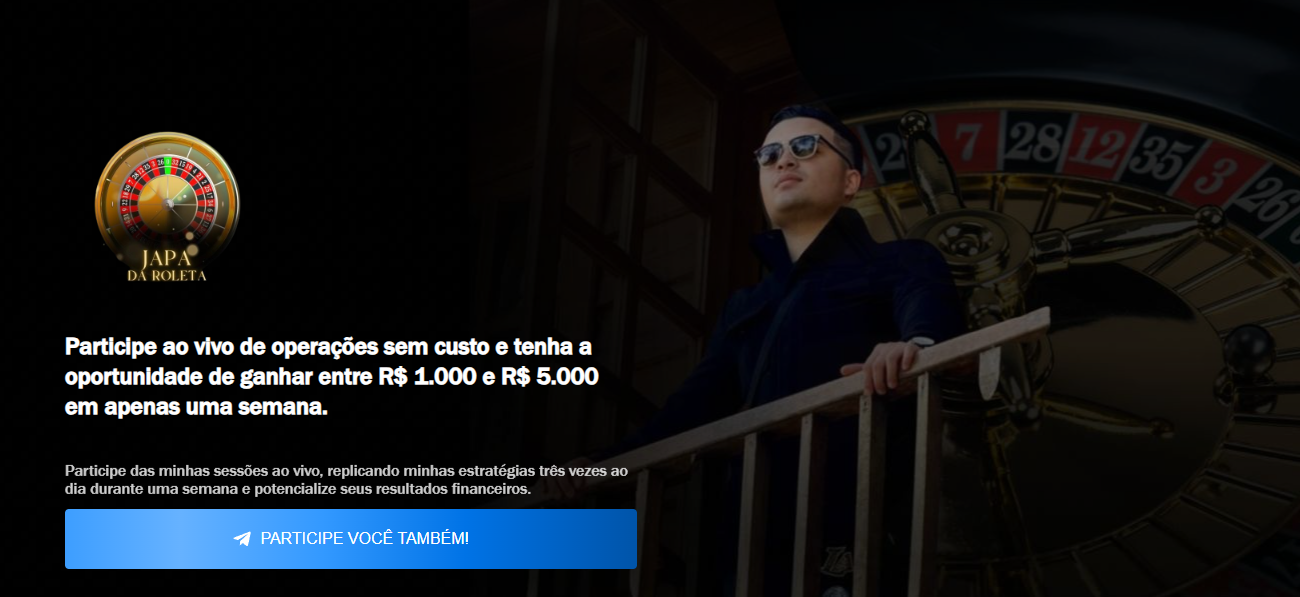 JAPA
DA ROLETA
Participe ao vivo de operações sem custo e tenha a
oportunidade de ganhar entre R$ 1.000 e R$ 5.000
em apenas uma semana.
Participe das minhas sessões ao vivo, replicando minhas estratégias três vezes ao
dia durante uma semana e potencialize seus resultados financeiros.
PARTICIPE VOCÊ TAMBÉM!
2 7 28 12 35 3 26